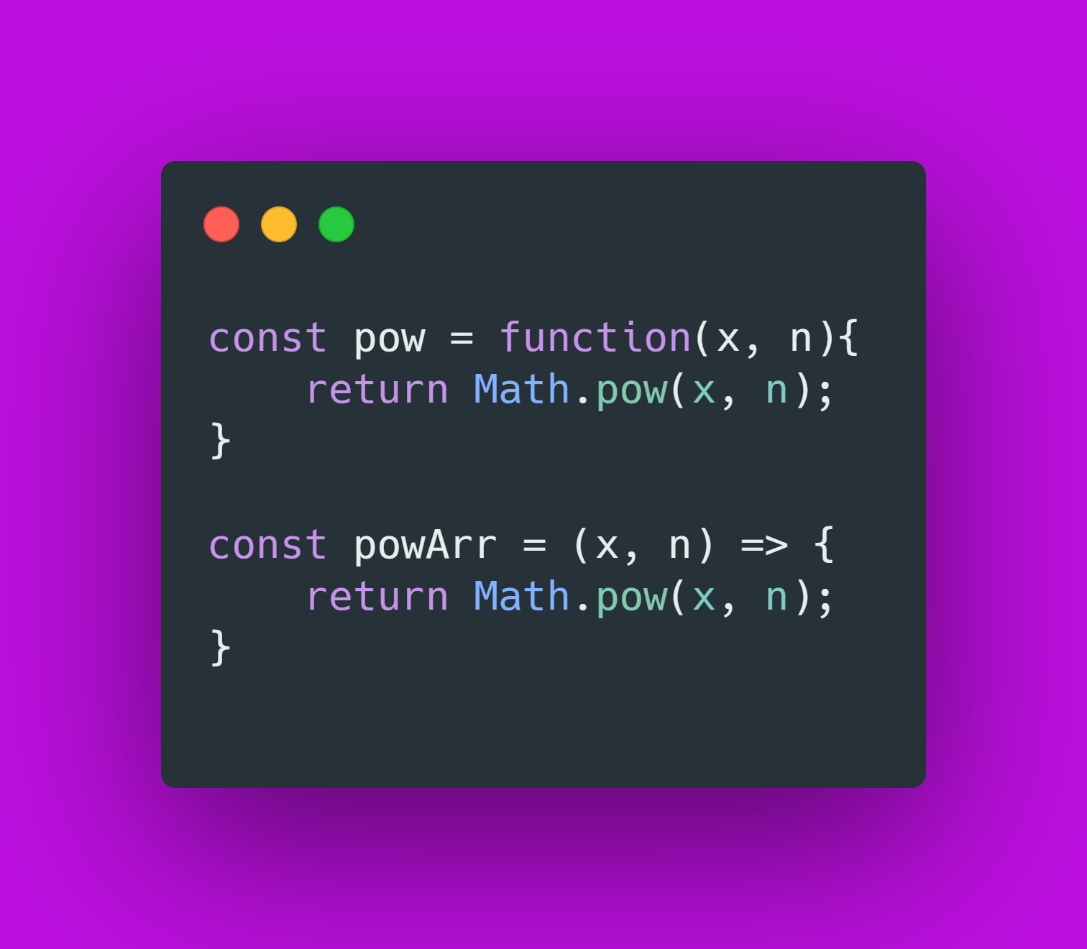 const pow = function(x, n){
    return Math.pow(x, n);
}
const powArr = (x, n) => {
    return Math.pow(x, n);
}